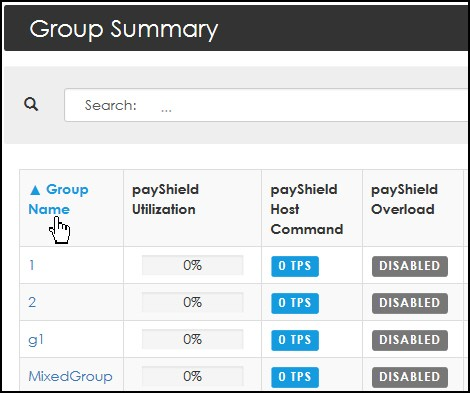 Group Summary
Search: ...
▲ Group Name payShield Utilization payShield Host Command payShield Overload
1 0% 0 TPS DISABLED
2 0% 0 TPS DISABLED
g1 0% 0 TPS DISABLED
MixedGroup 0% 0 TPS DISABLED